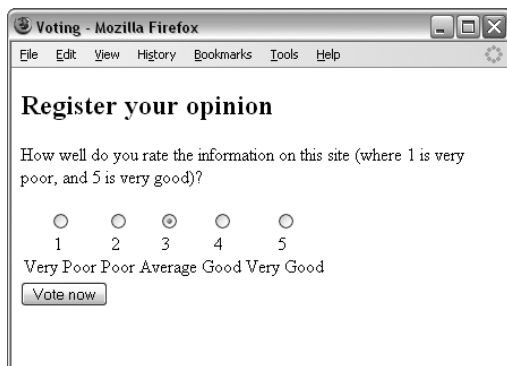 Voting - Mozilla Firefox
File Edit View History Bookmarks Tools Help
Register your opinion
How well do you rate the information on this site (where 1 is very
poor, and 5 is very good)?
1 2 3 4 5
Very Poor Poor Average Good Very Good
Vote now